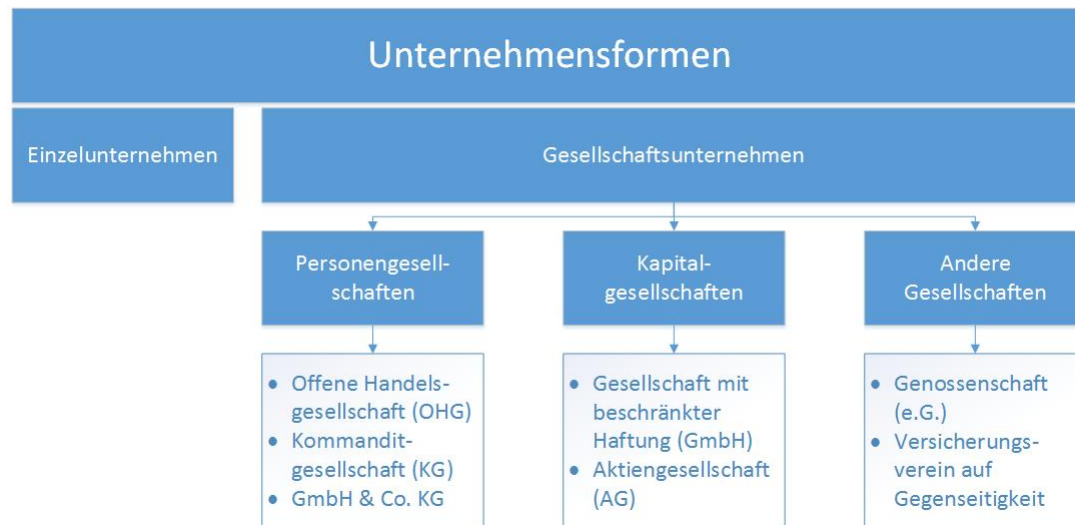 Unternehmensformen
Einzelunternehmen
Gesellschaftsunternehmen
Personengesell-
schaften
Kapital-
gesellschaften
Andere
Gesellschaften
• Offene Handels-
gesellschaft (OHG)
• Kommandit-
gesellschaft (KG)
• GmbH & Co. KG
• Gesellschaft mit
beschränkter
Haftung (GmbH)
• Aktiengesellschaft
(AG)
• Genossenschaft
(e.G.)
• Versicherungs-
verein auf
Gegenseitigkeit